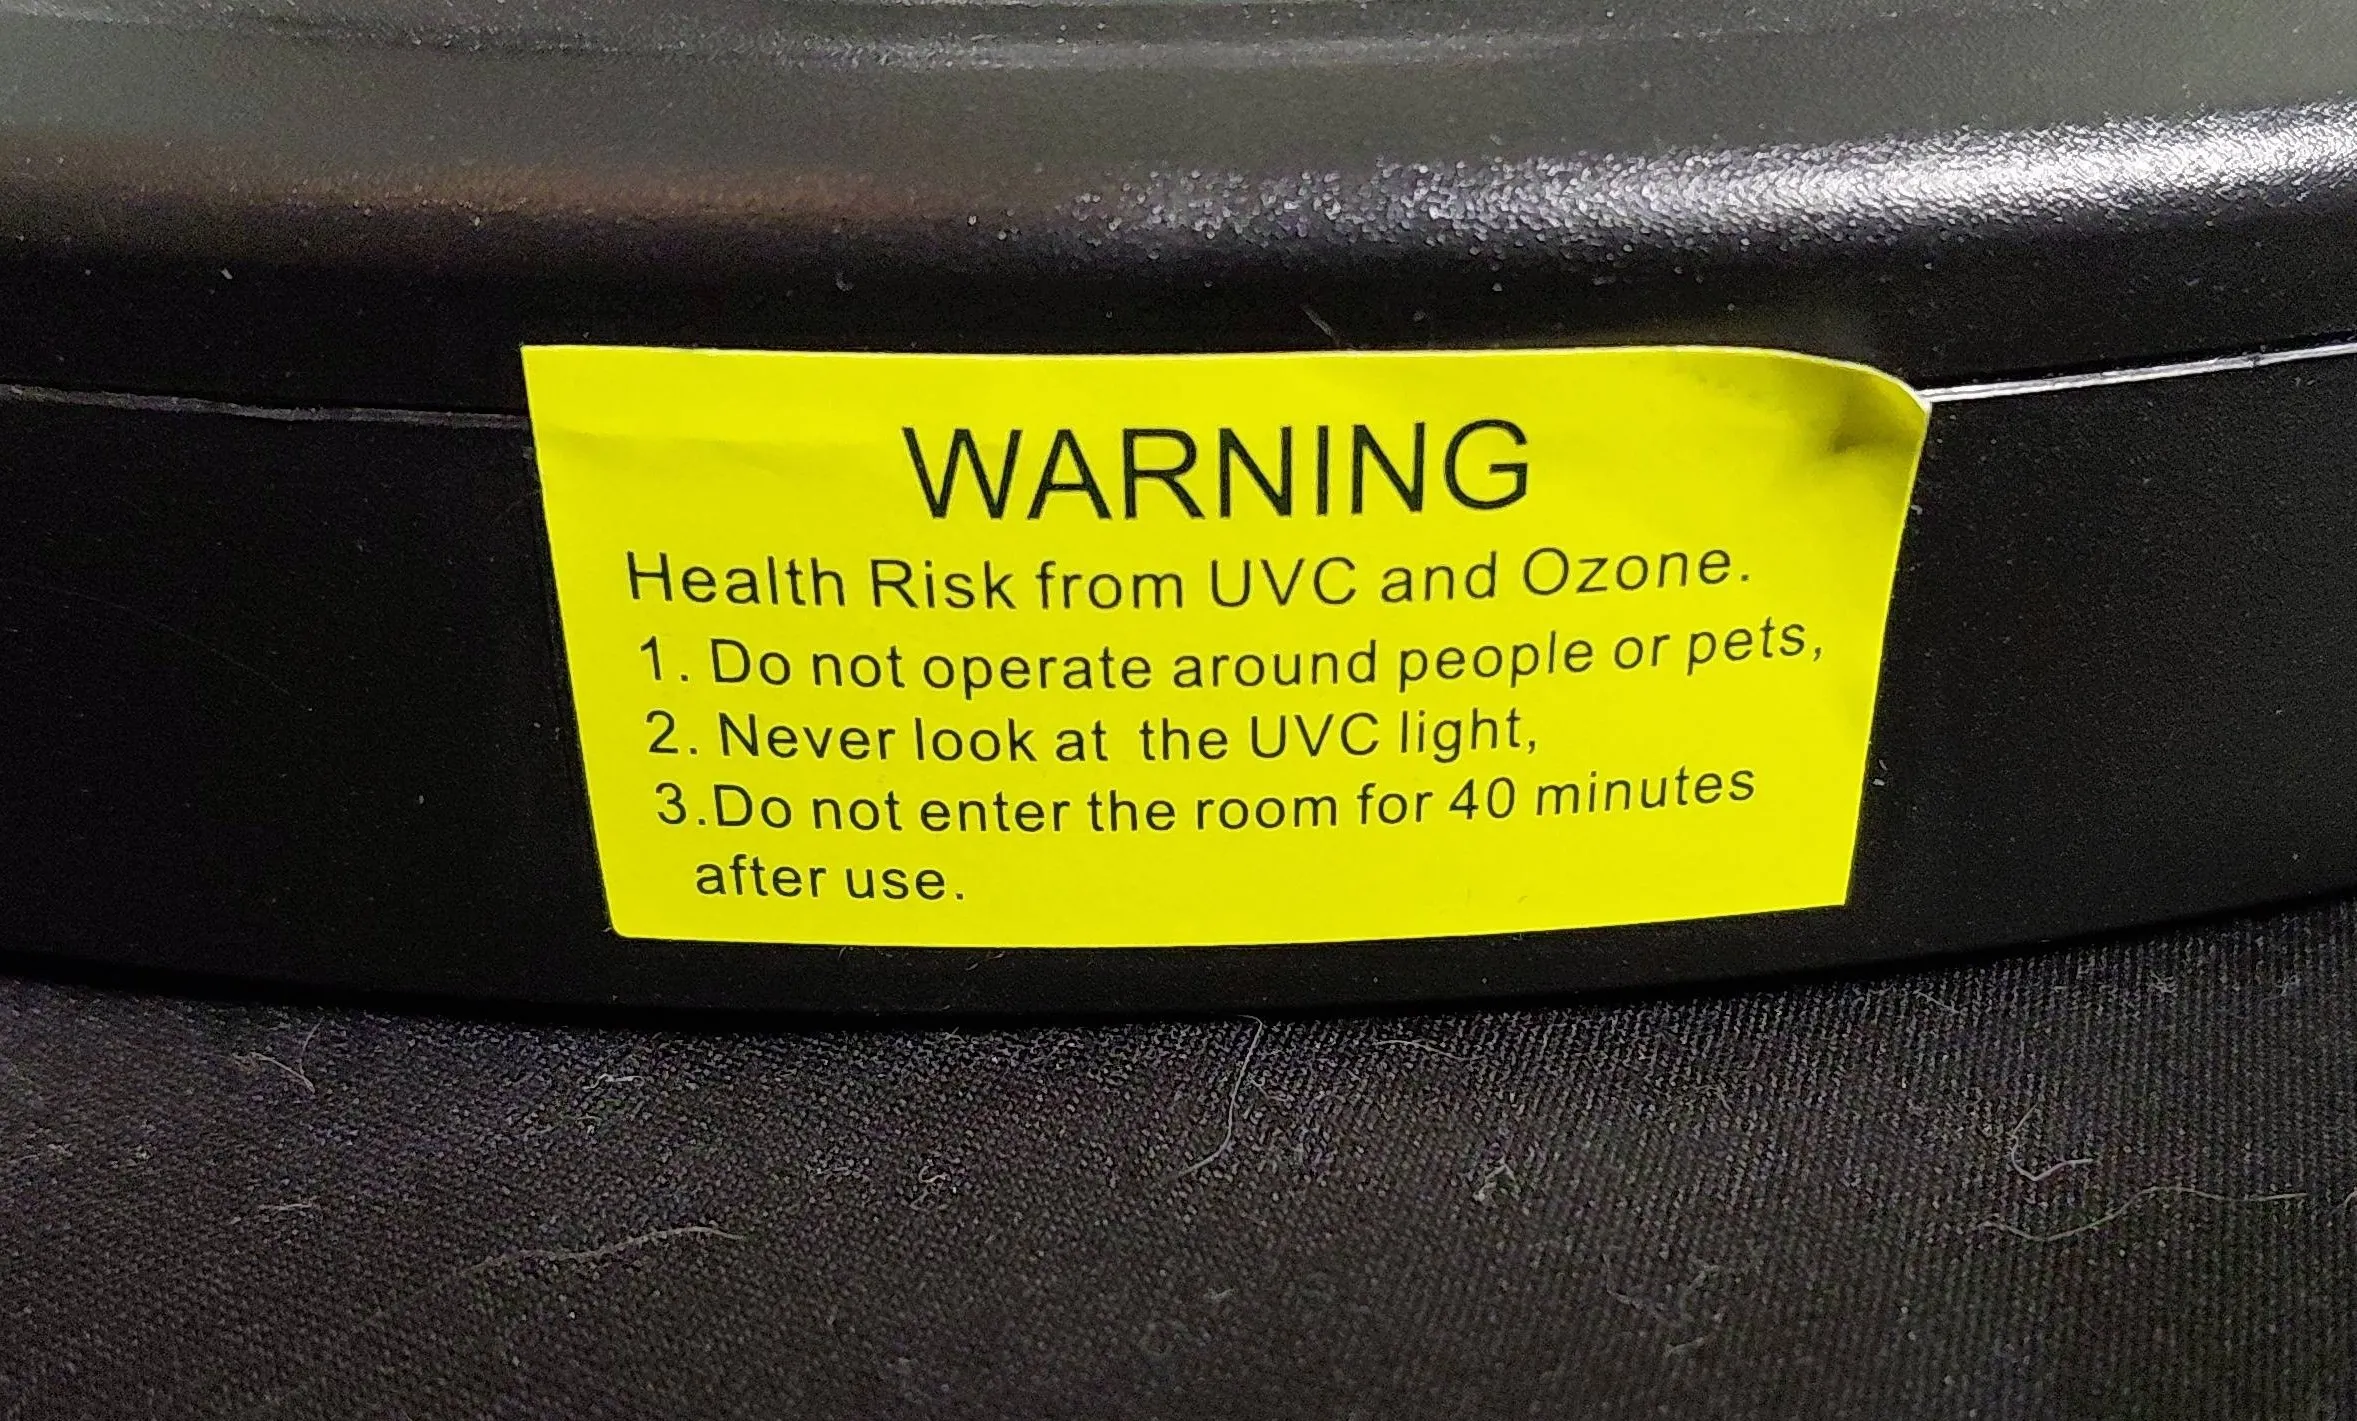 WARNING
Health Risk from UVC and Ozone.
1. Do not operate around people or pets,
2. Never look at the UVC light,
3.Do not enter the room for 40 minutes
after use.